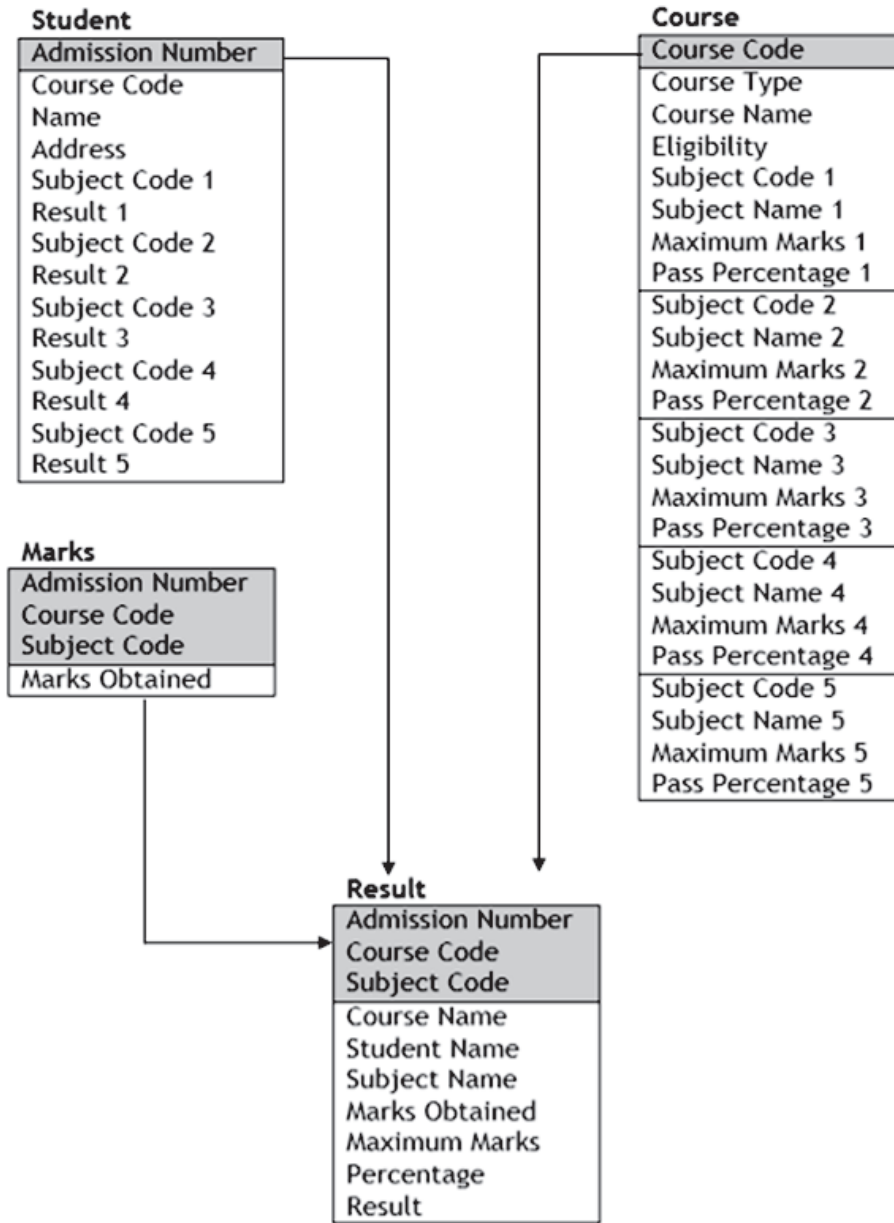 Student
Admission Number
Course Code
Name
Address
Subject Code 1
Result 1
Subject Code 2
Result 2
Subject Code 3
Result 3
Subject Code 4
Result 4
Subject Code 5
Result 5
Course
Course Code
Course Type
Course Name
Eligibility
Subject Code 1
Subject Name 1
Maximum Marks 1
Pass Percentage 1
Subject Code 2
Subject Name 2
Maximum Marks 2
Pass Percentage 2
Subject Code 3
Subject Name 3
Maximum Marks 3
Pass Percentage 3
Subject Code 4
Subject Name 4
Maximum Marks 4
Pass Percentage 4
Subject Code 5
Subject Name 5
Maximum Marks 5
Pass Percentage 5
Marks
Admission Number
Course Code
Subject Code
Marks Obtained
Result
Admission Number
Course Code
Subject Code
Course Name
Student Name
Subject Name
Marks Obtained
Maximum Marks
Percentage
Result